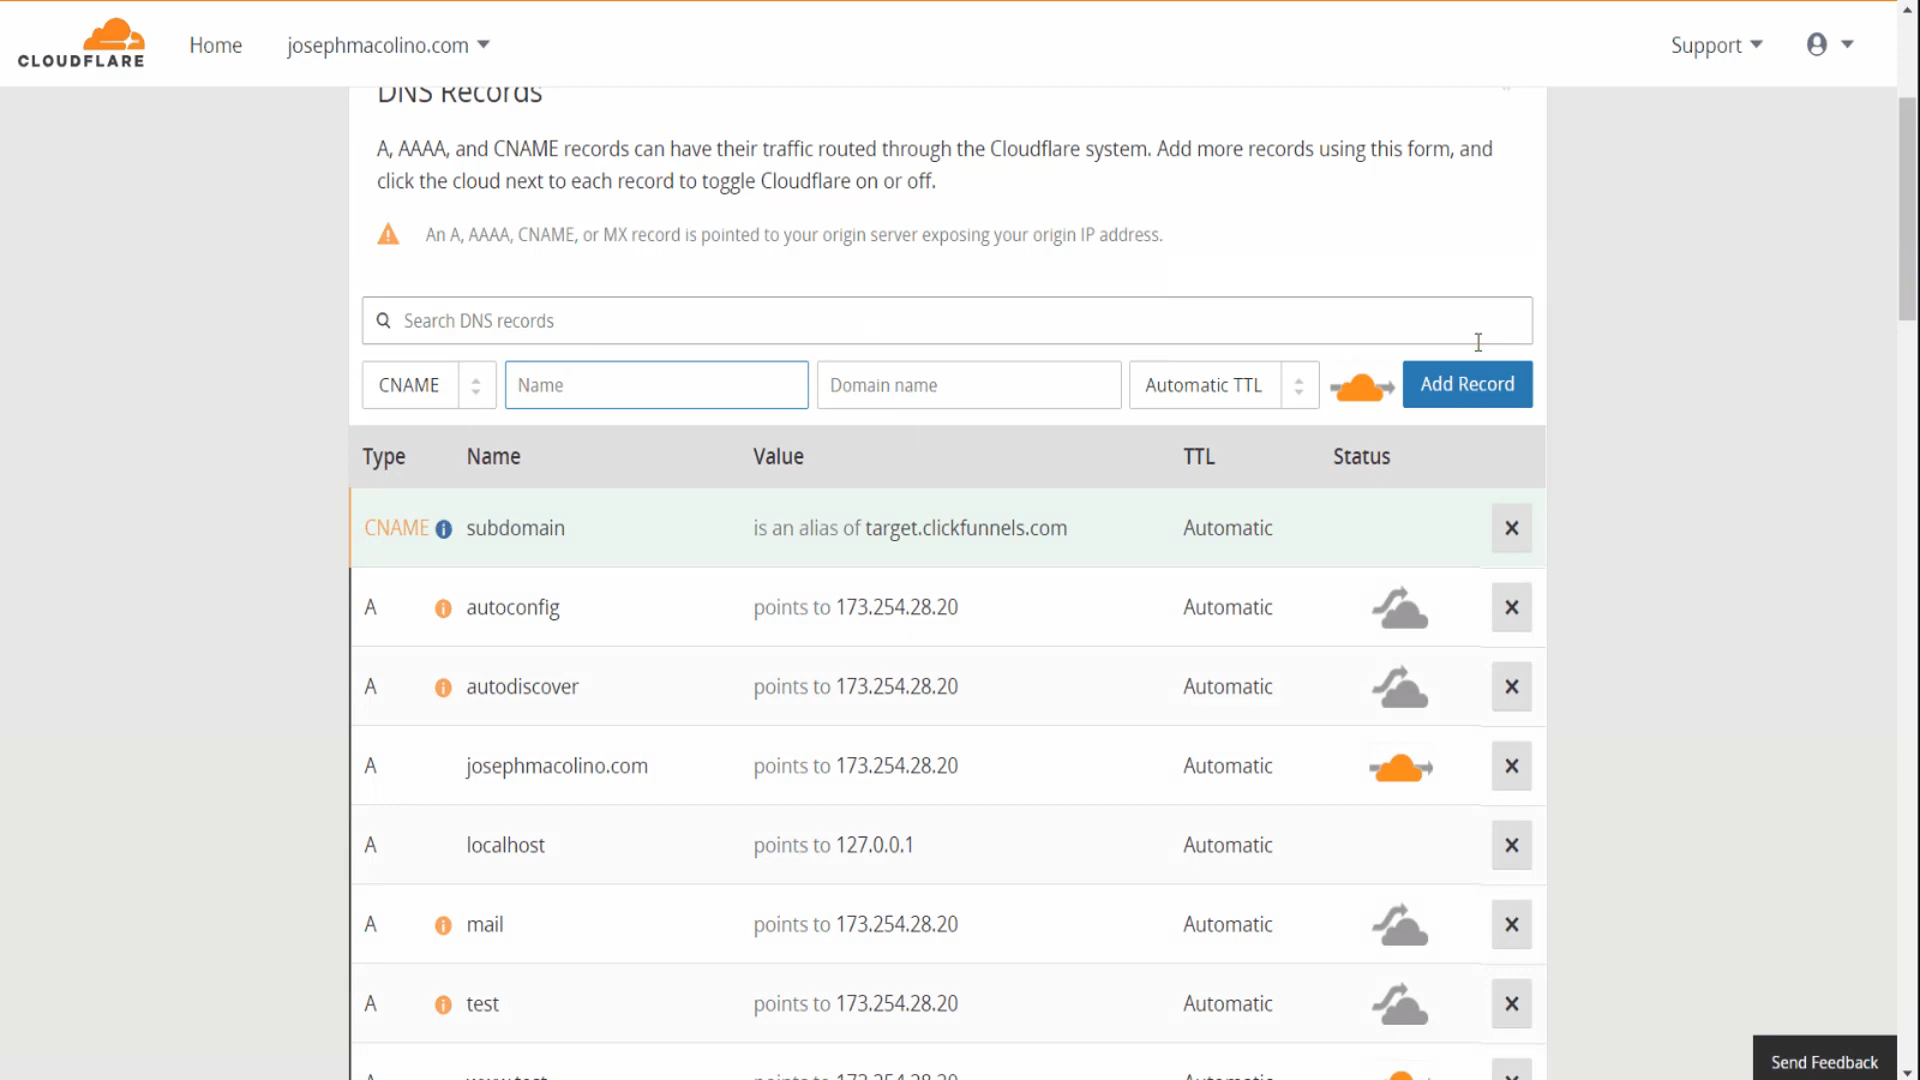 CLOUDFLARE
Home
josephmacolino.com
Support
DNS Records
A, AAAA, and CNAME records can have their traffic routed through the Cloudflare system. Add more records using this form, and
click the cloud next to each record to toggle Cloudflare on or off.
An A, AAAA, CNAME, or MX record is pointed to your origin server exposing your origin IP address.
Search DNS records
CNAME Name Domain name Automatic TTL Add Record
Type Name Value TTL Status
CNAME subdomain is an alias of target.clickfunnels.com Automatic
A autoconfig points to 173.254.28.20 Automatic
A autodiscover points to 173.254.28.20 Automatic
A josephmacolino.com points to 173.254.28.20 Automatic
A localhost points to 127.0.0.1 Automatic
A mail points to 173.254.28.20 Automatic
A test points to 173.254.28.20 Automatic
Send Feedback